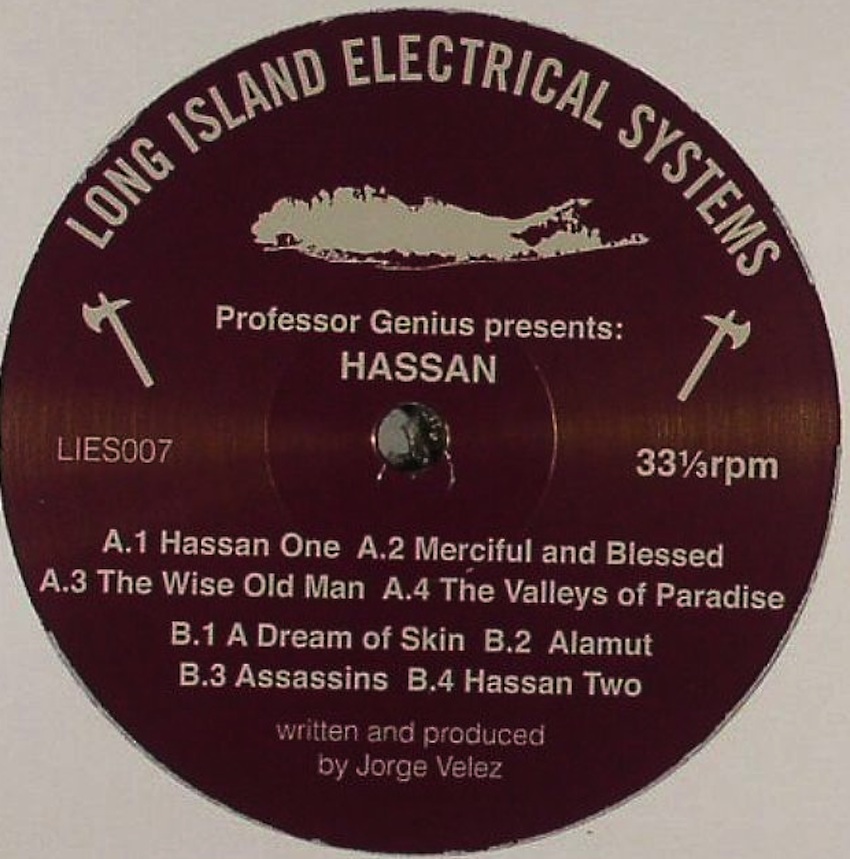 LONG ISLAND ELECTRICAL SYSTEMS
Professor Genius presents:
HASSAN
LIES007
33⅓rpm
A.1 Hassan One  A.2 Merciful and Blessed
A.3 The Wise Old Man  A.4 The Valleys of Paradise
B.1 A Dream of Skin  B.2  Alamut
B.3 Assassins  B.4 Hassan Two
written and produced
by Jorge Velez